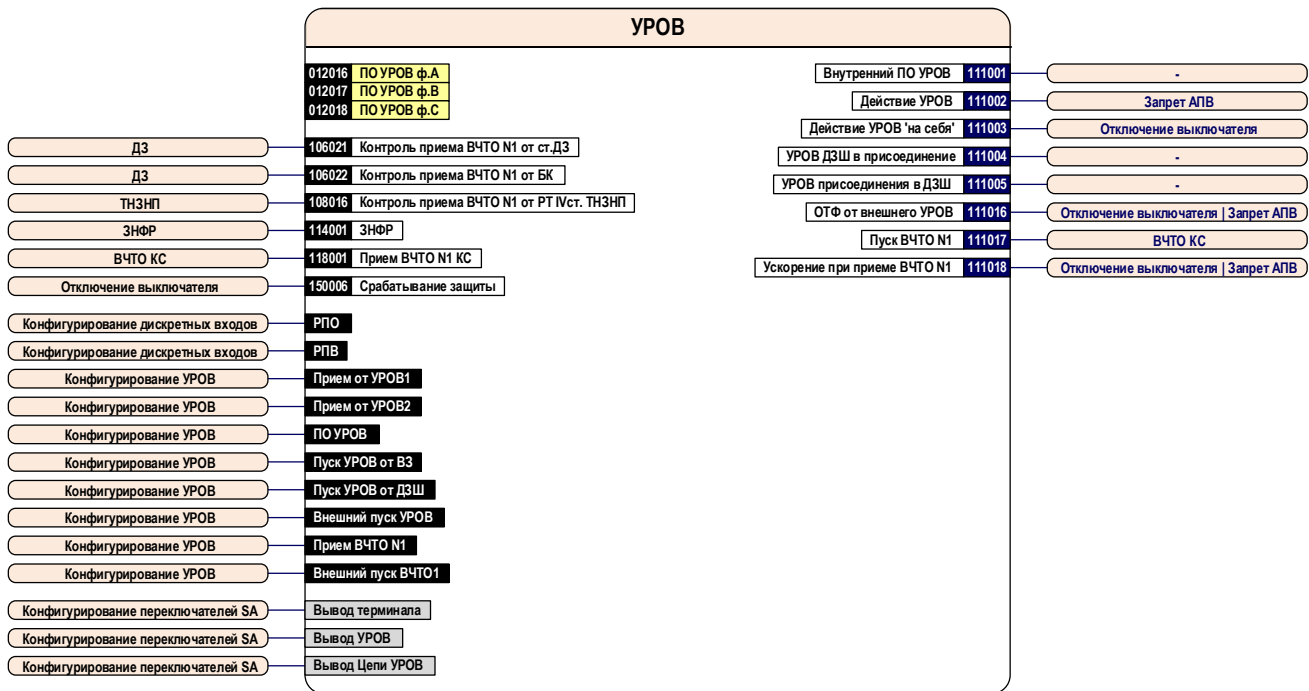 УРОВ
012016 ПО УРОВ ф.А Внутренний ПО УРОВ 111001 -
012017 ПО УРОВ ф.В
012018 ПО УРОВ ф.С Действие УРОВ 111002 Запрет АПВ
Действие УРОВ 'на себя' 111003 Отключение выключателя
ДЗ 106021 Контроль приема ВЧТО N1 от ст.ДЗ УРОВ ДЗШ в присоединение 111004 -
ДЗ 106022 Контроль приема ВЧТО N1 от БК УРОВ присоединения в ДЗШ 111005 -
ТНЗНП 108016 Контроль приема ВЧТО N1 от РТ IVст. ТНЗНП ОТФ от внешнего УРОВ 111016 Отключение выключателя | Запрет АПВ
ЗНФР 114001 ЗНФР Пуск ВЧТО N1 111017 ВЧТО КС
ВЧТО КС 118001 Прием ВЧТО N1 КС Ускорение при приеме ВЧТО N1 111018 Отключение выключателя | Запрет АПВ
Отключение выключателя 150006 Срабатывание защиты
Конфигурирование дискретных входов РПО
Конфигурирование дискретных входов РПВ
Конфигурирование УРОВ Прием от УРОВ1
Конфигурирование УРОВ Прием от УРОВ2
Конфигурирование УРОВ ПО УРОВ
Конфигурирование УРОВ Пуск УРОВ от ВЗ
Конфигурирование УРОВ Пуск УРОВ от ДЗШ
Конфигурирование УРОВ Внешний пуск УРОВ
Конфигурирование УРОВ Прием ВЧТО N1
Конфигурирование УРОВ Внешний пуск ВЧТО1
Конфигурирование переключателей SA Вывод терминала
Конфигурирование переключателей SA Вывод УРОВ
Конфигурирование переключателей SA Вывод Цепи УРОВ